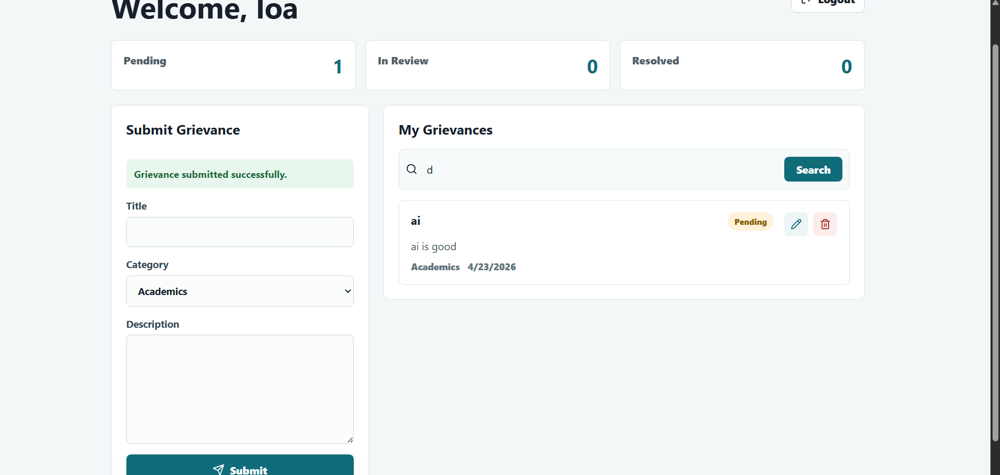 Welcome, loa
Logout
Pending
1
In Review
0
Resolved
0
Submit Grievance
Grievance submitted successfully.
Title
Category
Academics
Description
Submit
My Grievances
d
Search
ai
Pending
ai is good
Academics 4/23/2026